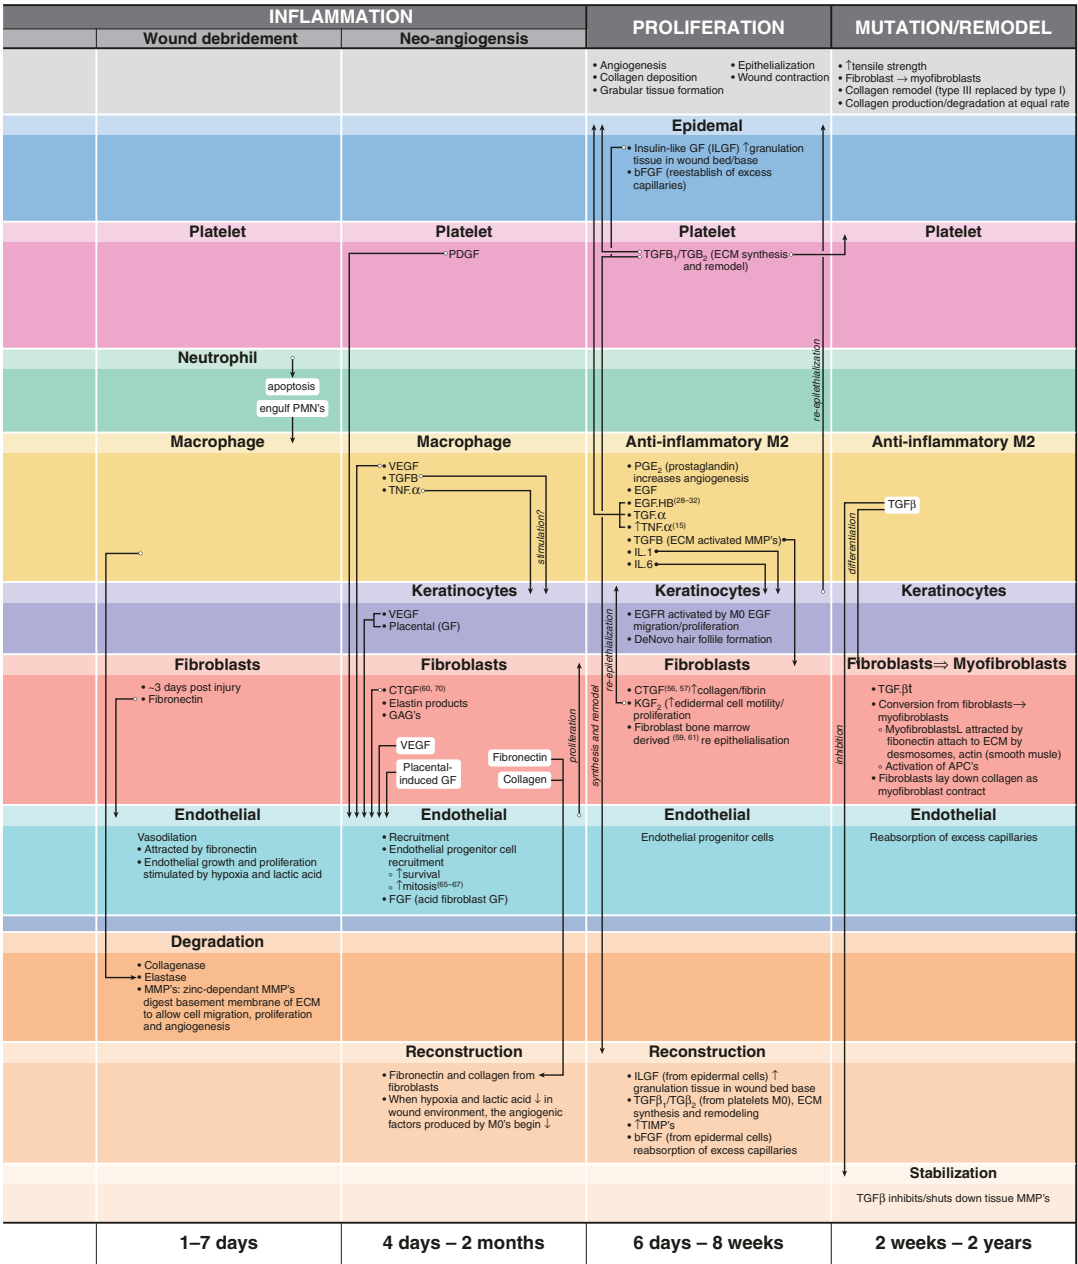 INFLAMMATION
PROLIFERATION
MUTATION/REMODEL
Wound debridement
Neo-angiogensis
• Angiogenesis
• Collagen deposition
• Grabular tissue formation
• Epithelialization
• Wound contraction
• ↑tensile strength
• Fibroblast → myofibroblasts
• Collagen remodel (type III replaced by type I)
• Collagen production/degradation at equal rate
Epidemal
• Insulin-like GF (ILGF) ↑granulation
tissue in wound bed/base
• bFGF (reestablish of excess
capillaries)
Platelet
Platelet
Platelet
Platelet
PDGF
TGFB₁/TGB₂ (ECM synthesis
and remodel)
Neutrophil
apoptosis
engulf PMN's
re-epilethialization
Macrophage
Macrophage
Anti-inflammatory M2
Anti-inflammatory M2
• VEGF
• TGFB
• TNF.α
stimulation?
• PGE₂ (prostaglandin)
increases angiogenesis
• EGF
• EGF.HB(28–32)
• TGF.α
• ↑TNF.α(15)
• TGFB (ECM activated MMP's)
• IL.1
• IL.6
TGFβ
differentiation
Keratinocytes
Keratinocytes
Keratinocytes
• VEGF
• Placental (GF)
• EGFR activated by M0 EGF
migration/proliferation
• DeNovo hair follile formation
re-epilethialization
Fibroblasts
Fibroblasts
Fibroblasts
Fibroblasts⇒ Myofibroblasts
• ~3 days post injury
• Fibronectin
• CTGF(60, 70)
• Elastin products
• GAG's
VEGF
Placental-
induced GF
Fibronectin
Collagen
proliferation
synthesis and remodel
• CTGF(56, 57)↑collagen/fibrin
• KGF₂ (↑edidermal cell motility/
proliferation
• Fibroblast bone marrow
derived (59, 61) re epithelialisation
inhibition
• TGF.βt
• Conversion from fibroblasts→
myofibroblasts
◦ MyofibroblastsL attracted by
fibonectin attach to ECM by
desmosomes, actin (smooth musle)
◦ Activation of APC's
• Fibroblasts lay down collagen as
myofibroblast contract
Endothelial
Endothelial
Endothelial
Endothelial
Vasodilation
• Attracted by fibronectin
• Endothelial growth and proliferation
stimulated by hypoxia and lactic acid
• Recruitment
• Endothelial progenitor cell
recruitment
◦ ↑survival
◦ ↑mitosis(65–67)
• FGF (acid fibroblast GF)
Endothelial progenitor cells
Reabsorption of excess capillaries
Degradation
• Collagenase
• Elastase
• MMP's: zinc-dependant MMP's
digest basement membrane of ECM
to allow cell migration, proliferation
and angiogenesis
Reconstruction
Reconstruction
• Fibronectin and collagen from
fibroblasts
• When hypoxia and lactic acid ↓ in
wound environment, the angiogenic
factors produced by M0's begin ↓
• ILGF (from epidermal cells) ↑
granulation tissue in wound bed base
• TGFβ₁/TGβ₂ (from platelets M0), ECM
synthesis and remodeling
• ↑TIMP's
• bFGF (from epidermal cells)
reabsorption of excess capillaries
Stabilization
TGFβ inhibits/shuts down tissue MMP's
1–7 days
4 days – 2 months
6 days – 8 weeks
2 weeks – 2 years